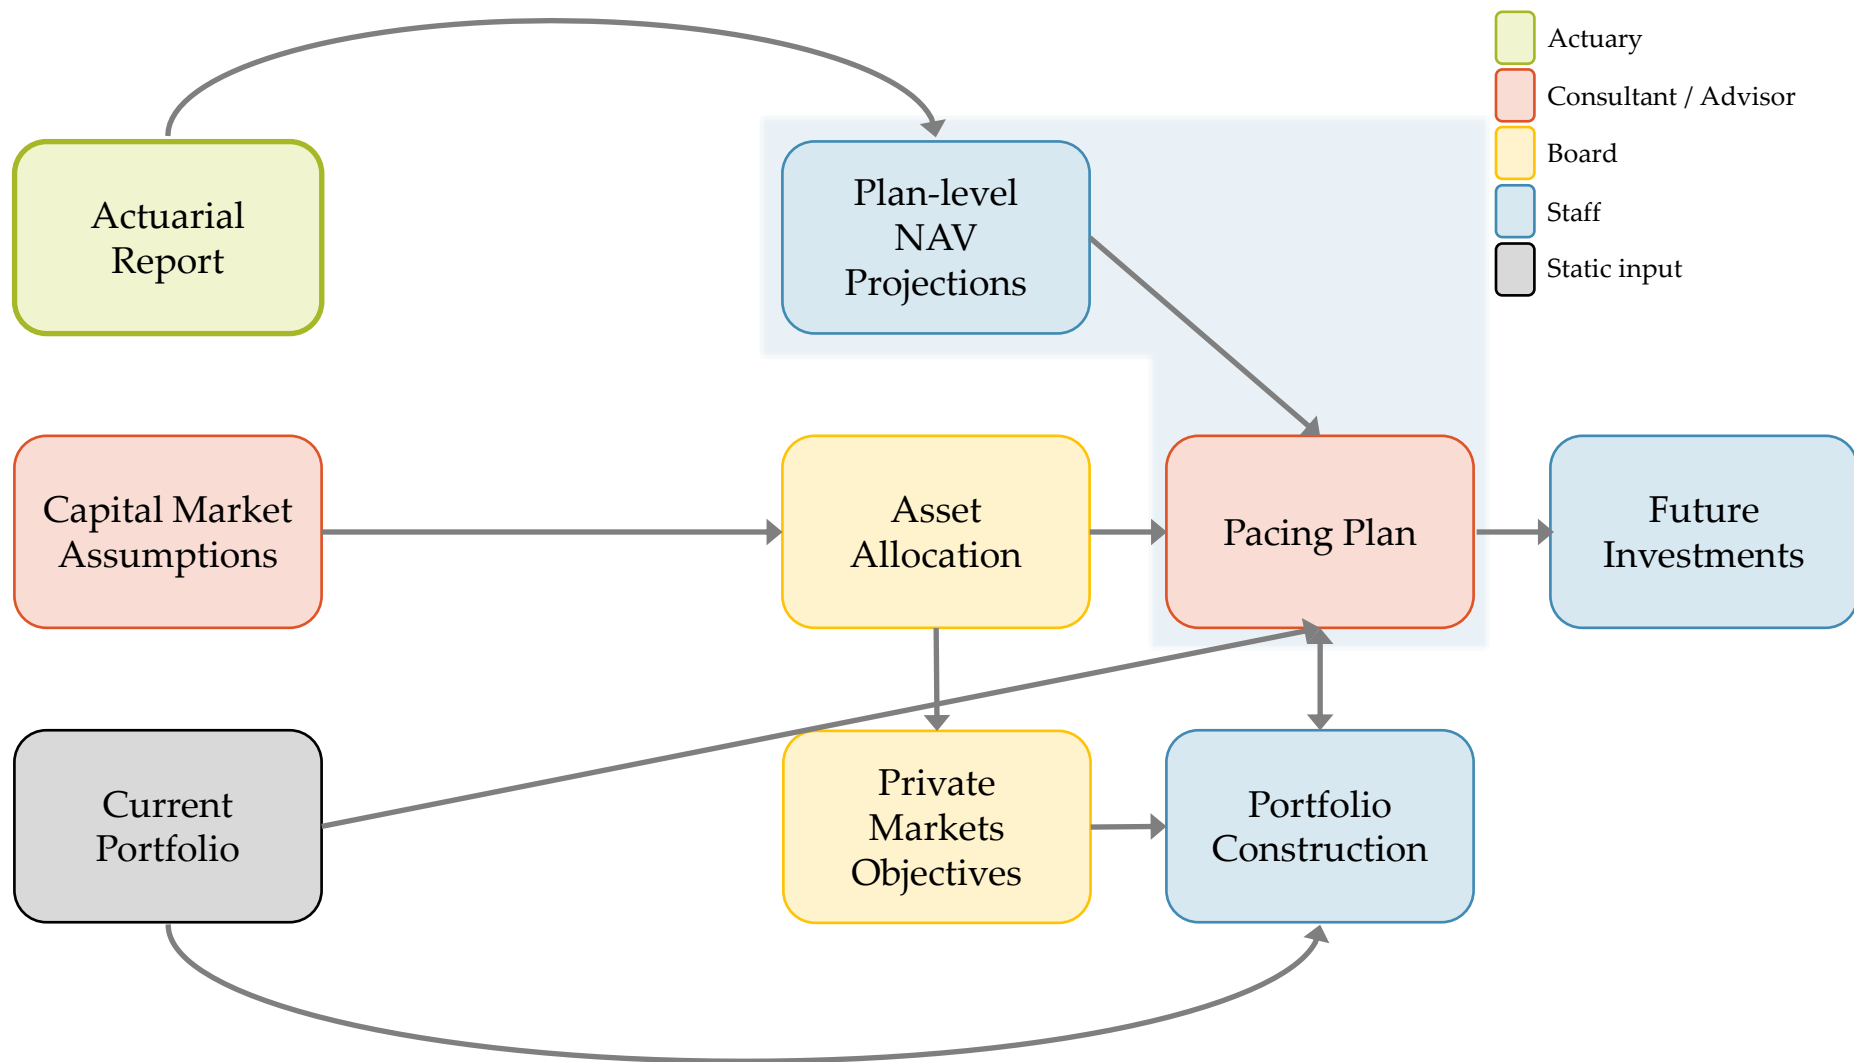 Actuary
Consultant / Advisor
Board
Staff
Static input
Actuarial
Report
Plan-level
NAV
Projections
Capital Market
Assumptions
Asset
Allocation
Pacing Plan
Future
Investments
Current
Portfolio
Private
Markets
Objectives
Portfolio
Construction